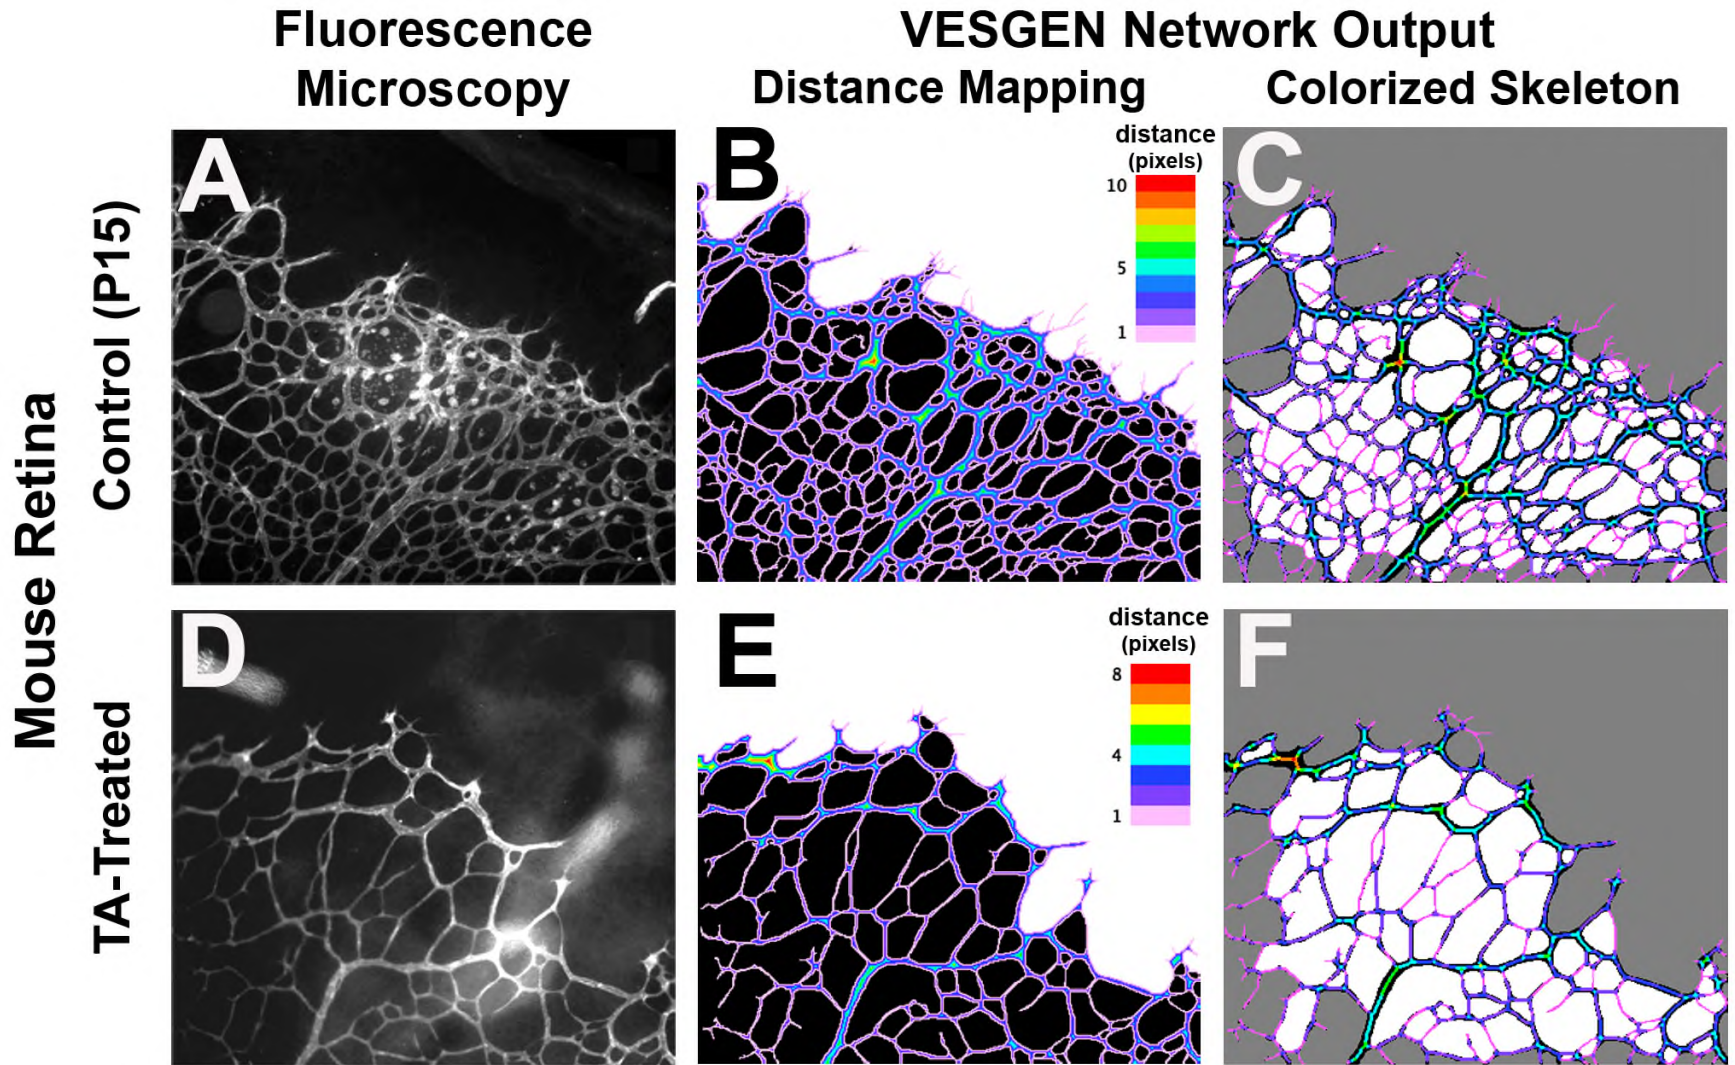 Fluorescence
Microscopy
VESGEN Network Output
Distance Mapping
Colorized Skeleton
Mouse Retina
Control (P15)
A
B
distance
(pixels)
10
5
1
C
TA-Treated
D
E
distance
(pixels)
8
4
1
F